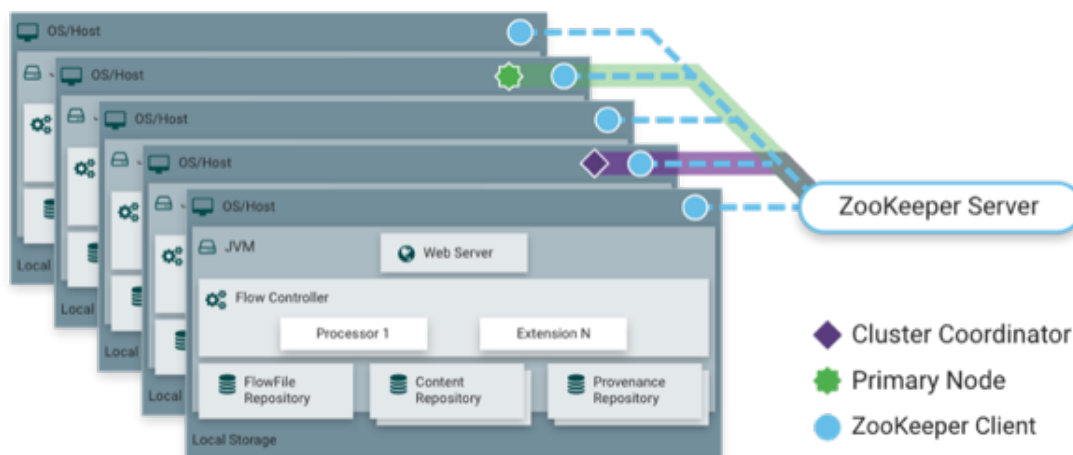 OS/Host
OS/Host
OS/Host
OS/Host
OS/Host
JVM
Web Server
Flow Controller
Processor 1
Extension N
FlowFile
Repository
Content
Repository
Provenance
Repository
Local Storage
Local
Local
Local
Local
ZooKeeper Server
Cluster Coordinator
Primary Node
ZooKeeper Client